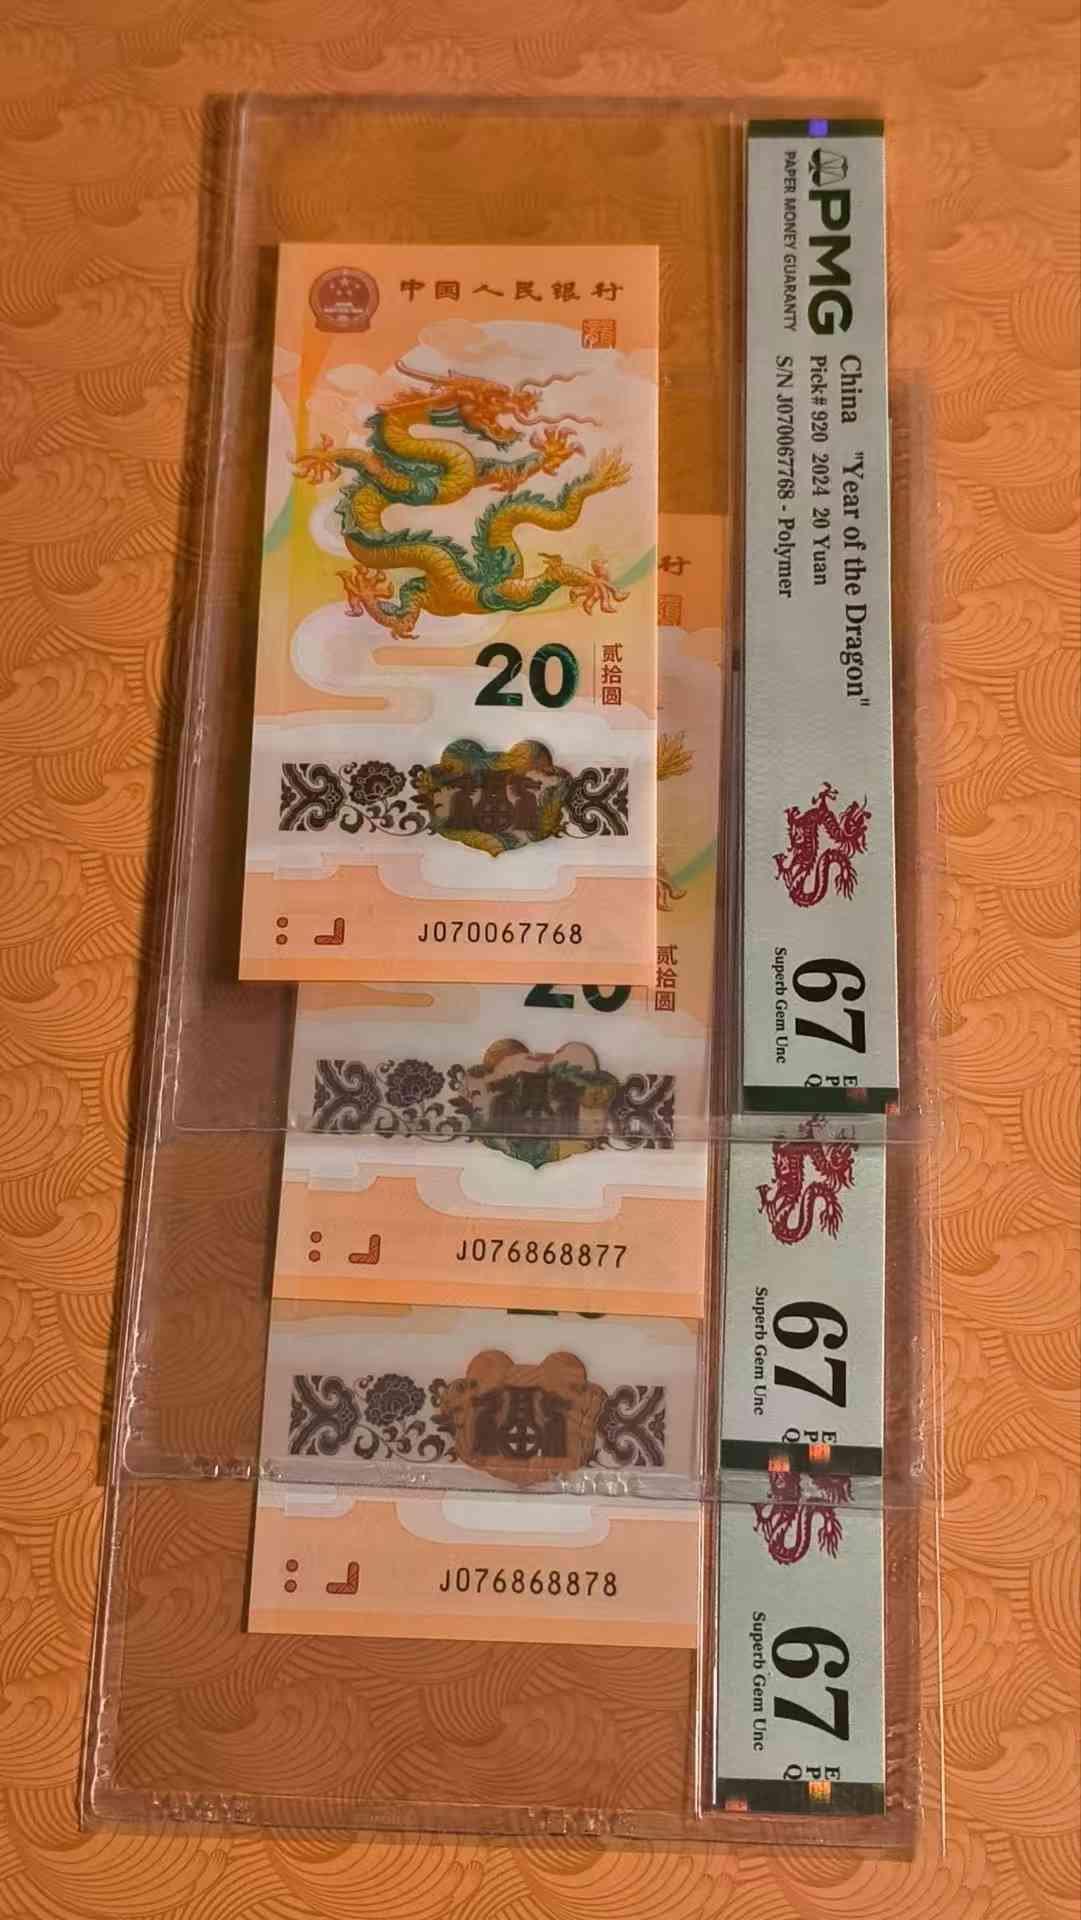 中国人民银行
20
贰拾圆
J070067768
行
20
贰拾圆
J076868877
J076868878
PMG
PAPER MONEY GUARANTY
China "Year of the Dragon"
Pick# 920 2024 20 Yuan
S/N J070067768 - Polymer
67
Superb Gem Unc
EPQ
67
Superb Gem Unc
EPQ
67
Superb Gem Unc
EPQ